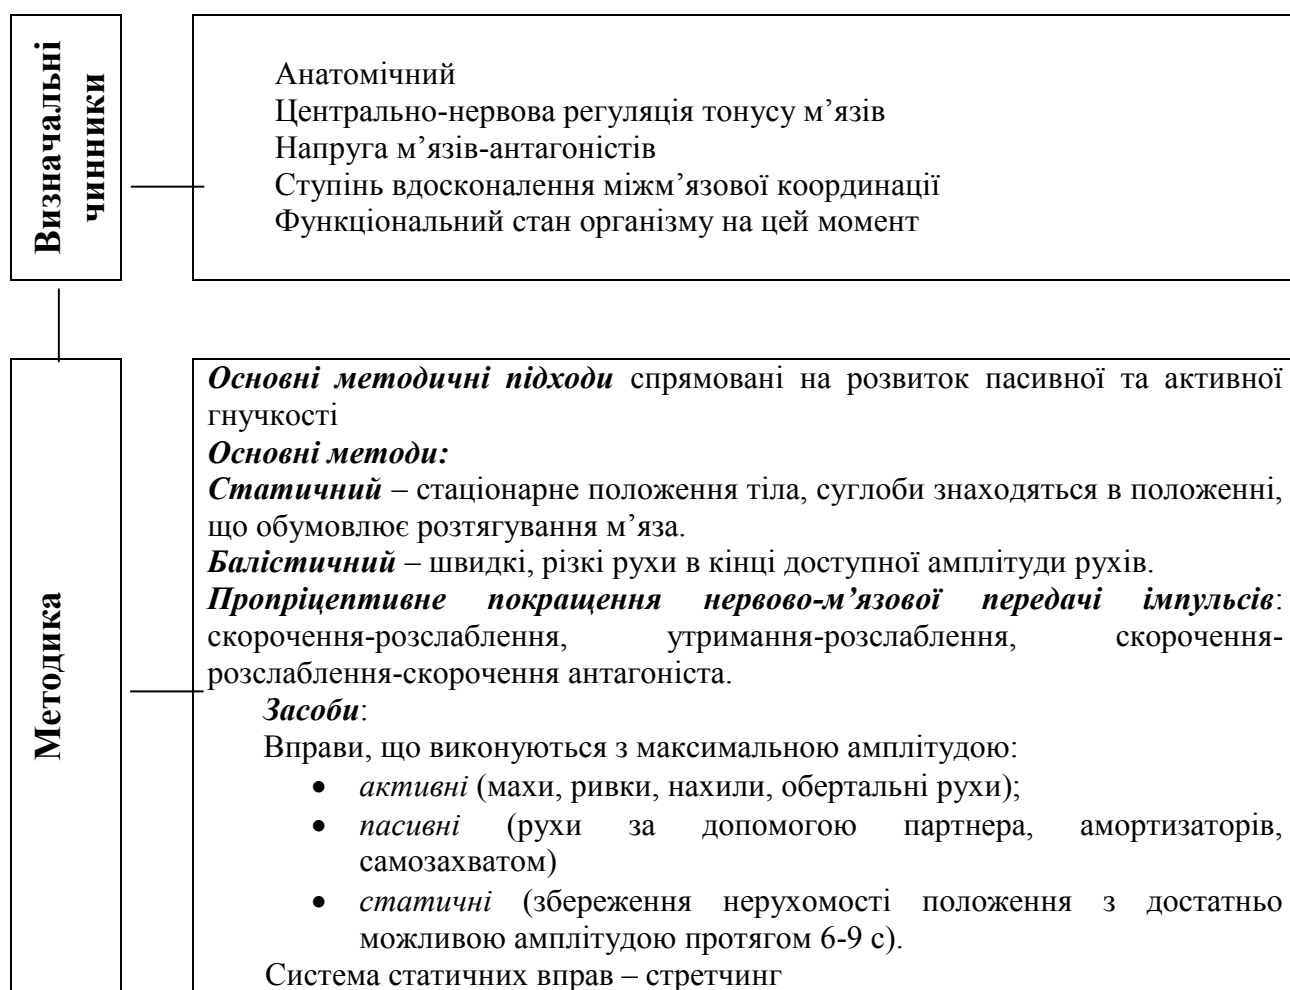 Визначальні
чинники
Анатомічний
Центрально-нервова регуляція тонусу м’язів
Напруга м’язів-антагоністів
Ступінь вдосконалення міжм’язової координації
Функціональний стан організму на цей момент
Методика
Основні методичні підходи спрямовані на розвиток пасивної та активної
гнучкості
Основні методи:
Статичний – стаціонарне положення тіла, суглоби знаходяться в положенні,
що обумовлює розтягування м’яза.
Балістичний – швидкі, різкі рухи в кінці доступної амплітуди рухів.
Пропріцептивне покращення нервово-м’язової передачі імпульсів:
скорочення-розслаблення, утримання-розслаблення, скорочення-
розслаблення-скорочення антагоніста.
Засоби:
Вправи, що виконуються з максимальною амплітудою:
• активні (махи, ривки, нахили, обертальні рухи);
• пасивні (рухи за допомогою партнера, амортизаторів,
самозахватом)
• статичні (збереження нерухомості положення з достатньо
можливою амплітудою протягом 6-9 с).
Система статичних вправ – стретчинг